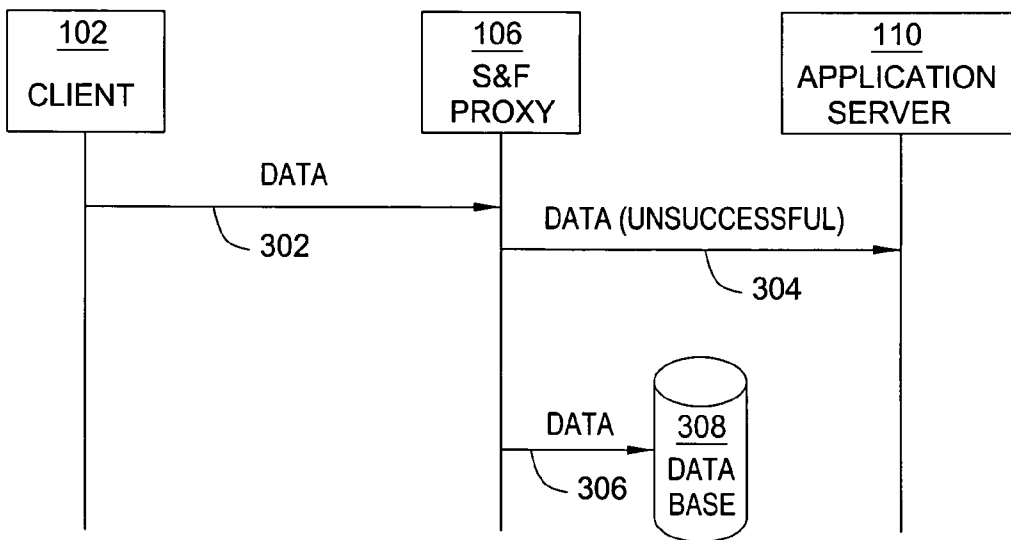 102
CLIENT
106
S&F
PROXY
110
APPLICATION
SERVER
DATA
302
DATA (UNSUCCESSFUL)
304
DATA
306
308
DATA
BASE